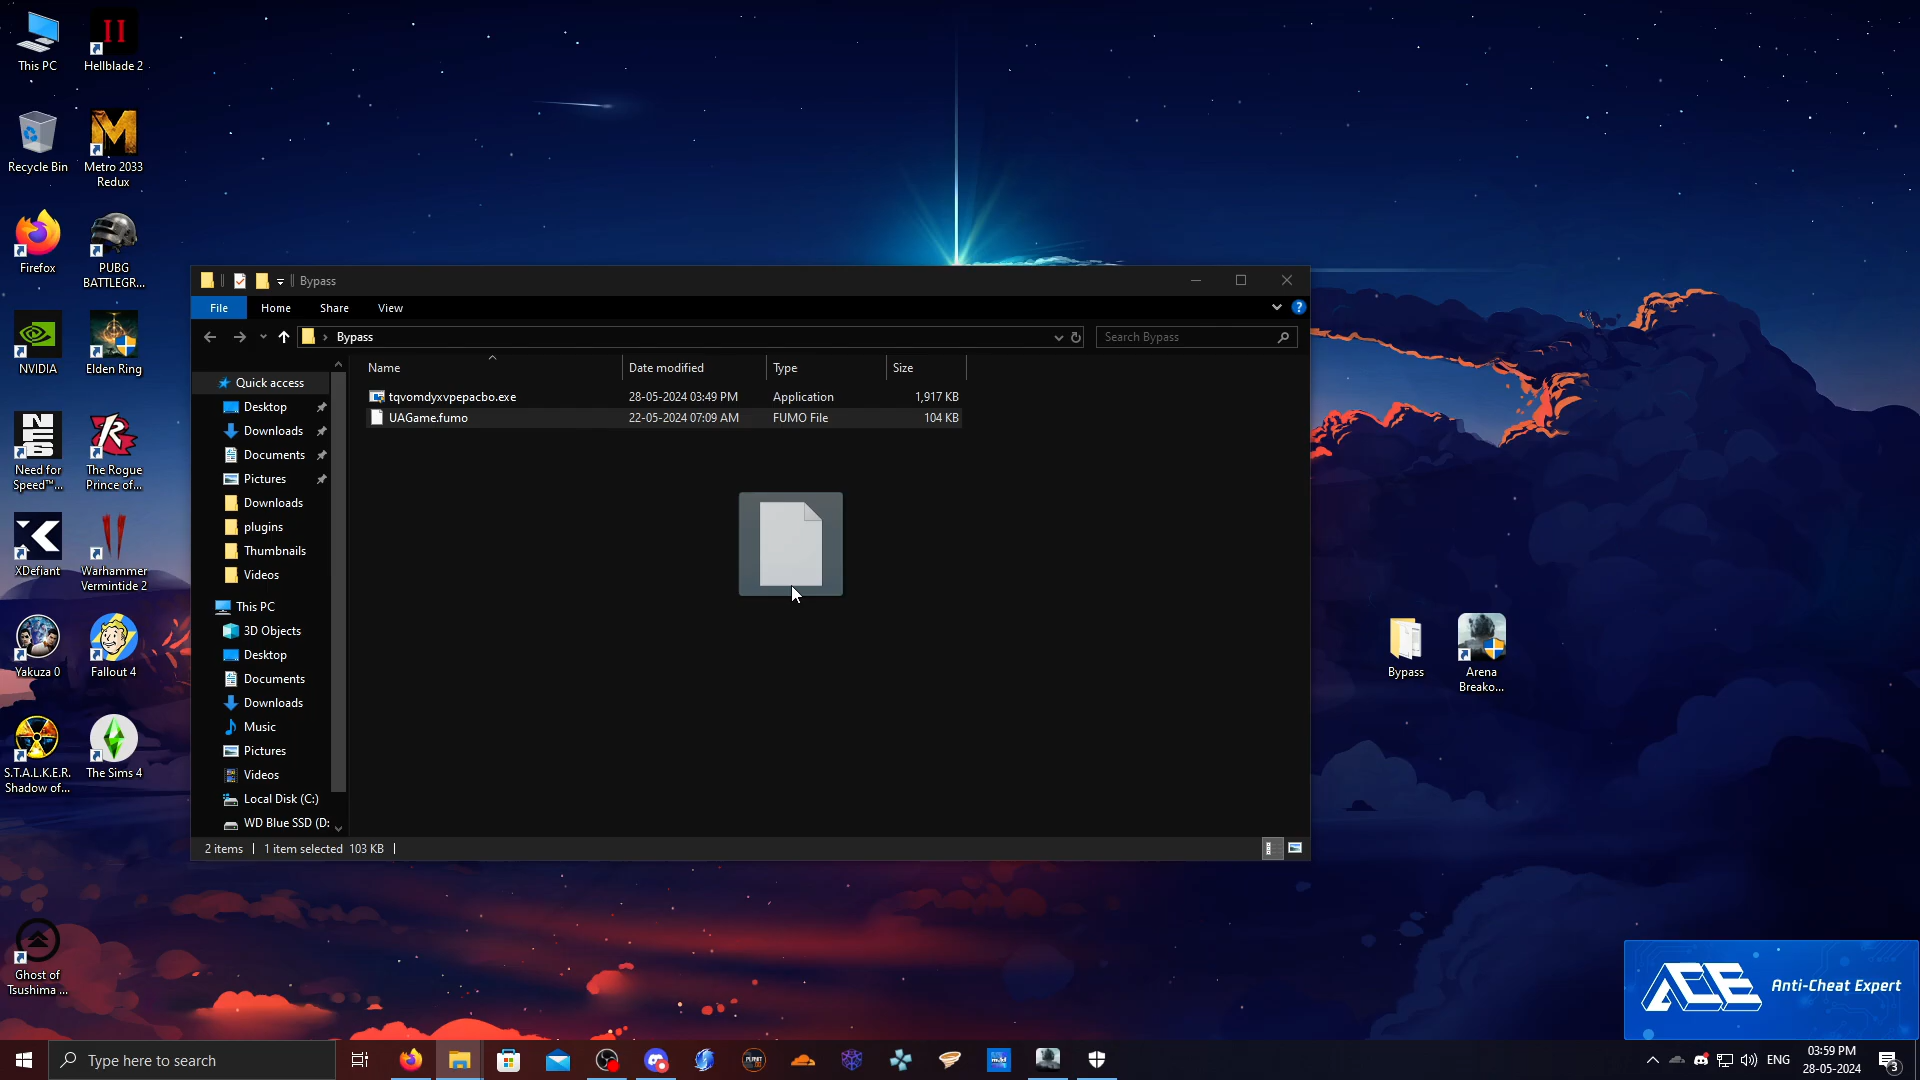 This PC
Hellblade 2
Recycle Bin
Metro 2033
Redux
Firefox
PUBG
BATTLEGR...
NVIDIA
Elden Ring
Need for
Speed™...
The Rogue
Prince of...
XDefiant
Warhammer
Vermintide 2
Yakuza 0
Fallout 4
S.T.A.L.K.E.R.
Shadow of...
The Sims 4
Ghost of
Tsushima ...
Bypass
File
Home
Share
View
Bypass
Search Bypass
Name
Date modified
Type
Size
tqvomdyxvpepacbo.exe
28-05-2024 03:49 PM
Application
1,917 KB
UAGame.fumo
22-05-2024 07:09 AM
FUMO File
104 KB
Quick access
Desktop
Downloads
Documents
Pictures
Downloads
plugins
Thumbnails
Videos
This PC
3D Objects
Desktop
Documents
Downloads
Music
Pictures
Videos
Local Disk (C:)
WD Blue SSD (D:
2 items
1 item selected 103 KB
Bypass
Arena
Breako...
ACE Anti-Cheat Expert
Type here to search
ENG
03:59 PM
28-05-2024
3